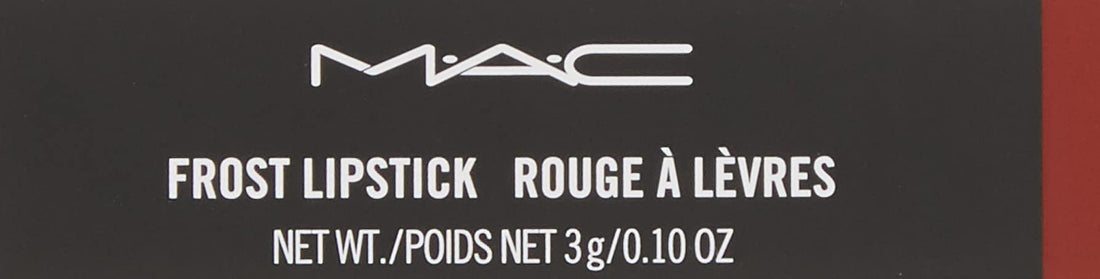 M·A·C
FROST LIPSTICK ROUGE À LÈVRES
NET WT./POIDS NET 3 g/0.10 OZ